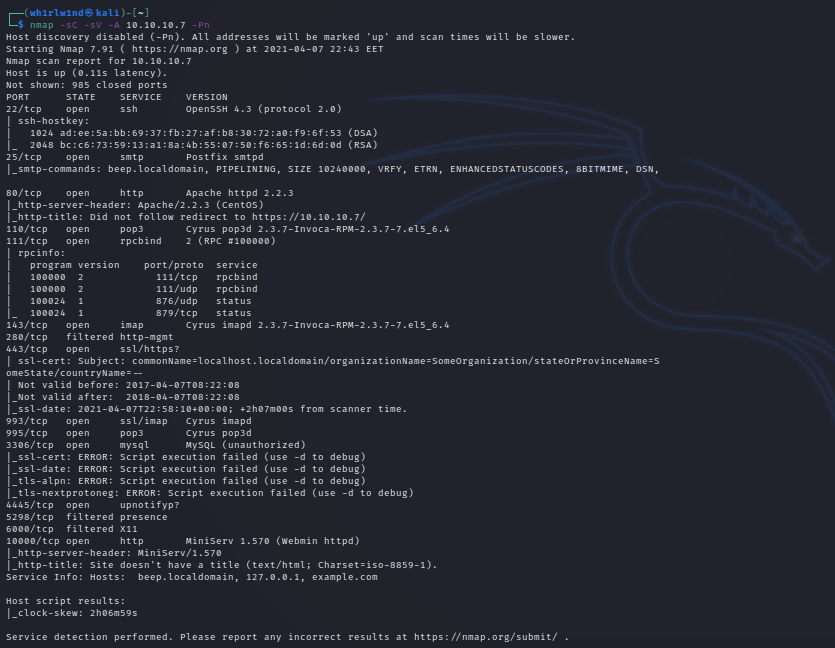 ┌──(wh1rlw1nd㉿kali)-[~]
└─$ nmap -sC -sV -A 10.10.10.7 -Pn
Host discovery disabled (-Pn). All addresses will be marked 'up' and scan times will be slower.
Starting Nmap 7.91 ( https://nmap.org ) at 2021-04-07 22:43 EET
Nmap scan report for 10.10.10.7
Host is up (0.11s latency).
Not shown: 985 closed ports
PORT      STATE    SERVICE    VERSION
22/tcp    open     ssh        OpenSSH 4.3 (protocol 2.0)
| ssh-hostkey:
|   1024 ad:ee:5a:bb:69:37:fb:27:af:b8:30:72:a0:f9:6f:53 (DSA)
|_  2048 bc:c6:73:59:13:a1:8a:4b:55:07:50:f6:65:1d:6d:0d (RSA)
25/tcp    open     smtp       Postfix smtpd
|_smtp-commands: beep.localdomain, PIPELINING, SIZE 10240000, VRFY, ETRN, ENHANCEDSTATUSCODES, 8BITMIME, DSN,
80/tcp    open     http       Apache httpd 2.2.3
|_http-server-header: Apache/2.2.3 (CentOS)
|_http-title: Did not follow redirect to https://10.10.10.7/
110/tcp   open     pop3       Cyrus pop3d 2.3.7-Invoca-RPM-2.3.7-7.el5_6.4
111/tcp   open     rpcbind    2 (RPC #100000)
| rpcinfo:
|   program version    port/proto  service
|   100000  2            111/tcp   rpcbind
|   100000  2            111/udp   rpcbind
|   100024  1            876/udp   status
|_  100024  1            879/tcp   status
143/tcp   open     imap       Cyrus imapd 2.3.7-Invoca-RPM-2.3.7-7.el5_6.4
280/tcp   filtered http-mgmt
443/tcp   open     ssl/https?
| ssl-cert: Subject: commonName=localhost.localdomain/organizationName=SomeOrganization/stateOrProvinceName=S
omeState/countryName=--
| Not valid before: 2017-04-07T08:22:08
|_Not valid after:  2018-04-07T08:22:08
|_ssl-date: 2021-04-07T22:58:10+00:00; +2h07m00s from scanner time.
993/tcp   open     ssl/imap   Cyrus imapd
995/tcp   open     pop3       Cyrus pop3d
3306/tcp  open     mysql      MySQL (unauthorized)
|_ssl-cert: ERROR: Script execution failed (use -d to debug)
|_ssl-date: ERROR: Script execution failed (use -d to debug)
|_tls-alpn: ERROR: Script execution failed (use -d to debug)
|_tls-nextprotoneg: ERROR: Script execution failed (use -d to debug)
4445/tcp  open     upnotifyp?
5298/tcp  filtered presence
6000/tcp  filtered X11
10000/tcp open     http       MiniServ 1.570 (Webmin httpd)
|_http-server-header: MiniServ/1.570
|_http-title: Site doesn't have a title (text/html; Charset=iso-8859-1).
Service Info: Hosts:  beep.localdomain, 127.0.0.1, example.com
Host script results:
|_clock-skew: 2h06m59s
Service detection performed. Please report any incorrect results at https://nmap.org/submit/ .